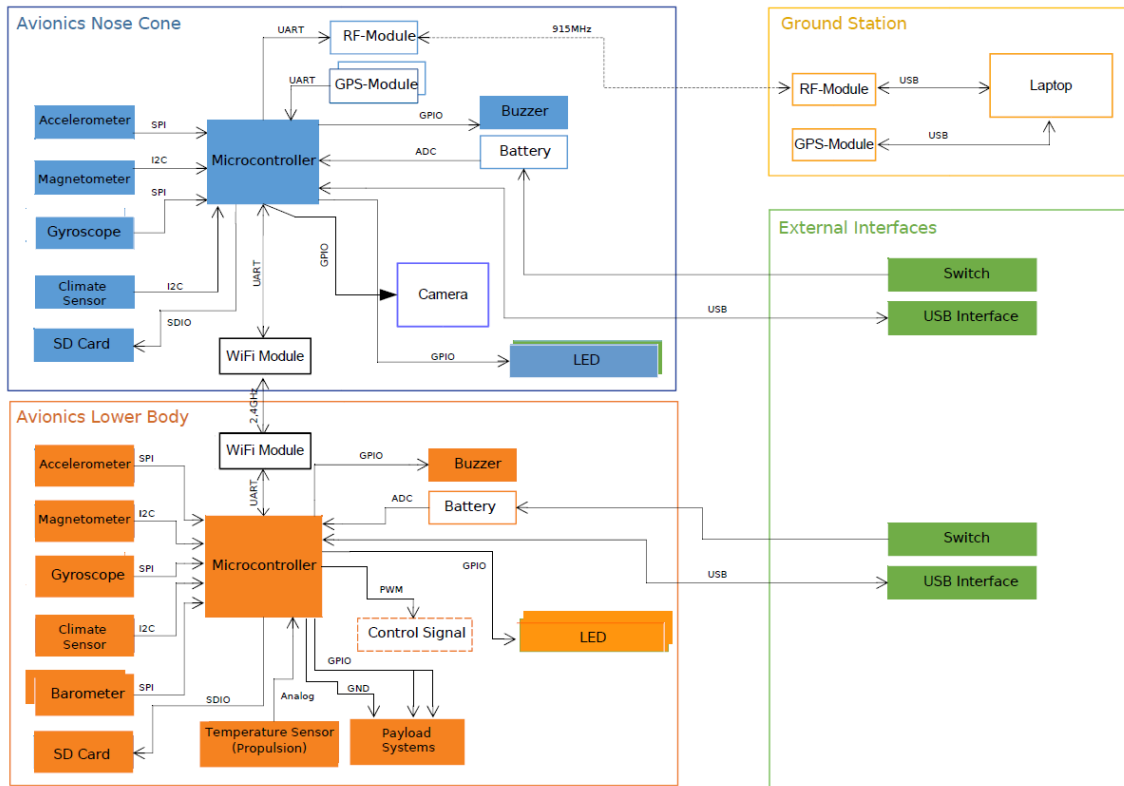 Avionics Nose Cone
UART
RF-Module
915MHz
UART
GPS-Module
Accelerometer
SPI
GPIO
Buzzer
Microcontroller
ADC
Battery
I2C
Magnetometer
SPI
Gyroscope
GPIO
UART
Climate
Sensor
I2C
Camera
SDIO
SD Card
USB
WiFi Module
GPIO
LED
2,4GHz
Ground Station
RF-Module
USB
Laptop
GPS-Module
USB
External Interfaces
Switch
USB Interface
Avionics Lower Body
WiFi Module
Accelerometer
SPI
GPIO
Buzzer
UART
ADC
Battery
Magnetometer
I2C
Microcontroller
Gyroscope
SPI
GPIO
USB
PWM
Climate
Sensor
I2C
Control Signal
LED
GPIO
Barometer
SPI
SDIO
Analog
GND
SD Card
Temperature Sensor
(Propulsion)
Payload
Systems
Switch
USB Interface